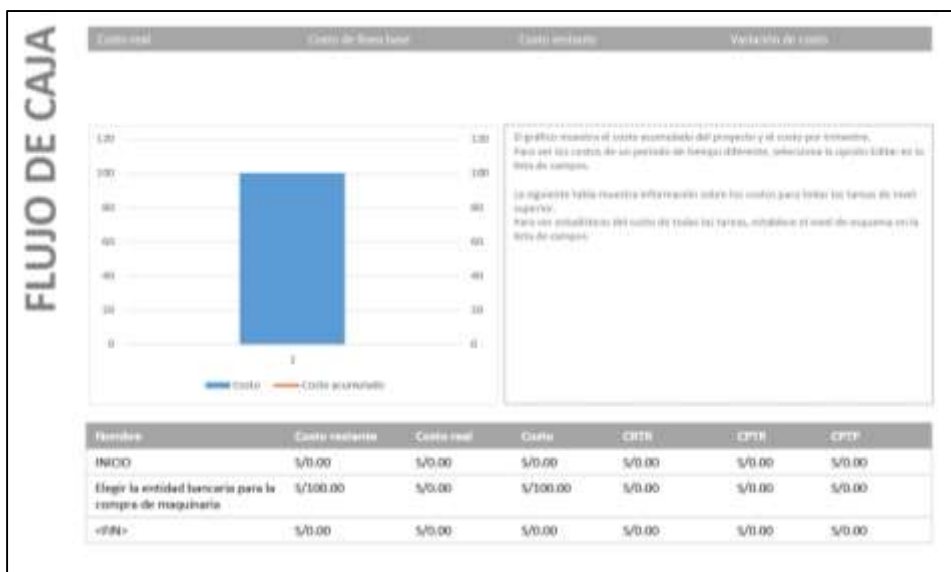 FLUJO DE CAJA
Costo real Costo de línea base Costo restante Variación de costo
120 120
100 100
80 80
60 60
40 40
20 20
0 0
1
Costo Costo acumulado
El gráfico muestra el costo acumulado del proyecto y el costo por trimestre.
Para ver los costos de un período de tiempo diferente, seleccione la opción Editar en la
lista de campos.
La siguiente tabla muestra información sobre los costos para todas las tareas de nivel
superior.
Para ver estadísticas del costo de todas las tareas, establezca el nivel de esquema en la
lista de campos.
Nombre Costo restante Costo real Costo CRTR CPTR CPTP
INICIO S/0.00 S/0.00 S/0.00 S/0.00 S/0.00 S/0.00
Elegir la entidad bancaria para la S/100.00 S/0.00 S/100.00 S/0.00 S/0.00 S/0.00
compra de maquinaria
<FIN> S/0.00 S/0.00 S/0.00 S/0.00 S/0.00 S/0.00